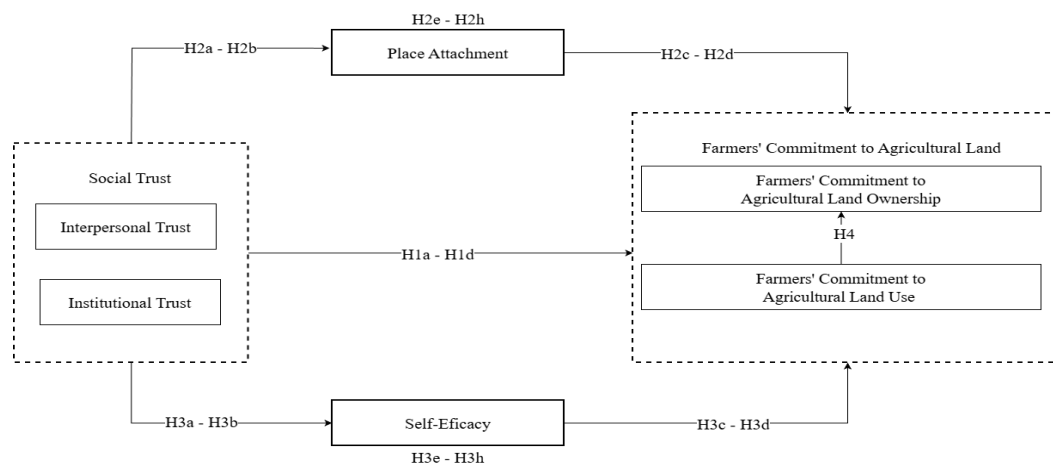 H2e - H2h
H2a - H2b
Place Attachment
H2c - H2d
Social Trust
Interpersonal Trust
Institutional Trust
H1a - H1d
Farmers' Commitment to Agricultural Land
Farmers' Commitment to
Agricultural Land Ownership
H4
Farmers' Commitment to
Agricultural Land Use
H3a - H3b
Self-Eficacy
H3c - H3d
H3e - H3h